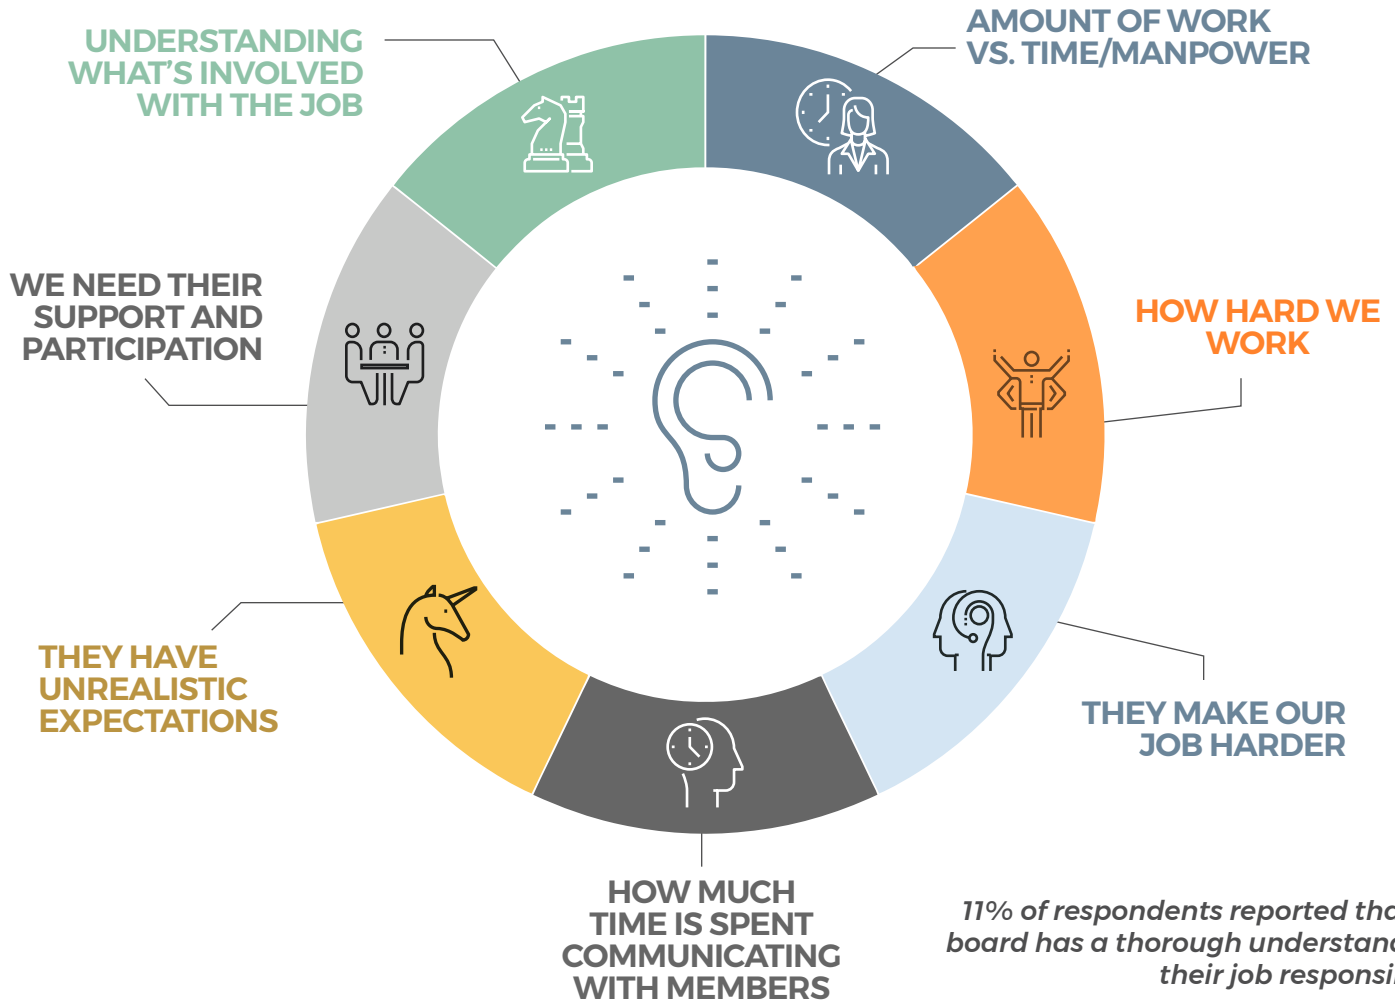 UNDERSTANDING
WHAT'S INVOLVED
WITH THE JOB
AMOUNT OF WORK
VS. TIME/MANPOWER
WE NEED THEIR
SUPPORT AND
PARTICIPATION
HOW HARD WE
WORK
THEY HAVE
UNREALISTIC
EXPECTATIONS
THEY MAKE OUR
JOB HARDER
HOW MUCH
TIME IS SPENT
COMMUNICATING
WITH MEMBERS
11% of respondents reported
board has a thorough
their job